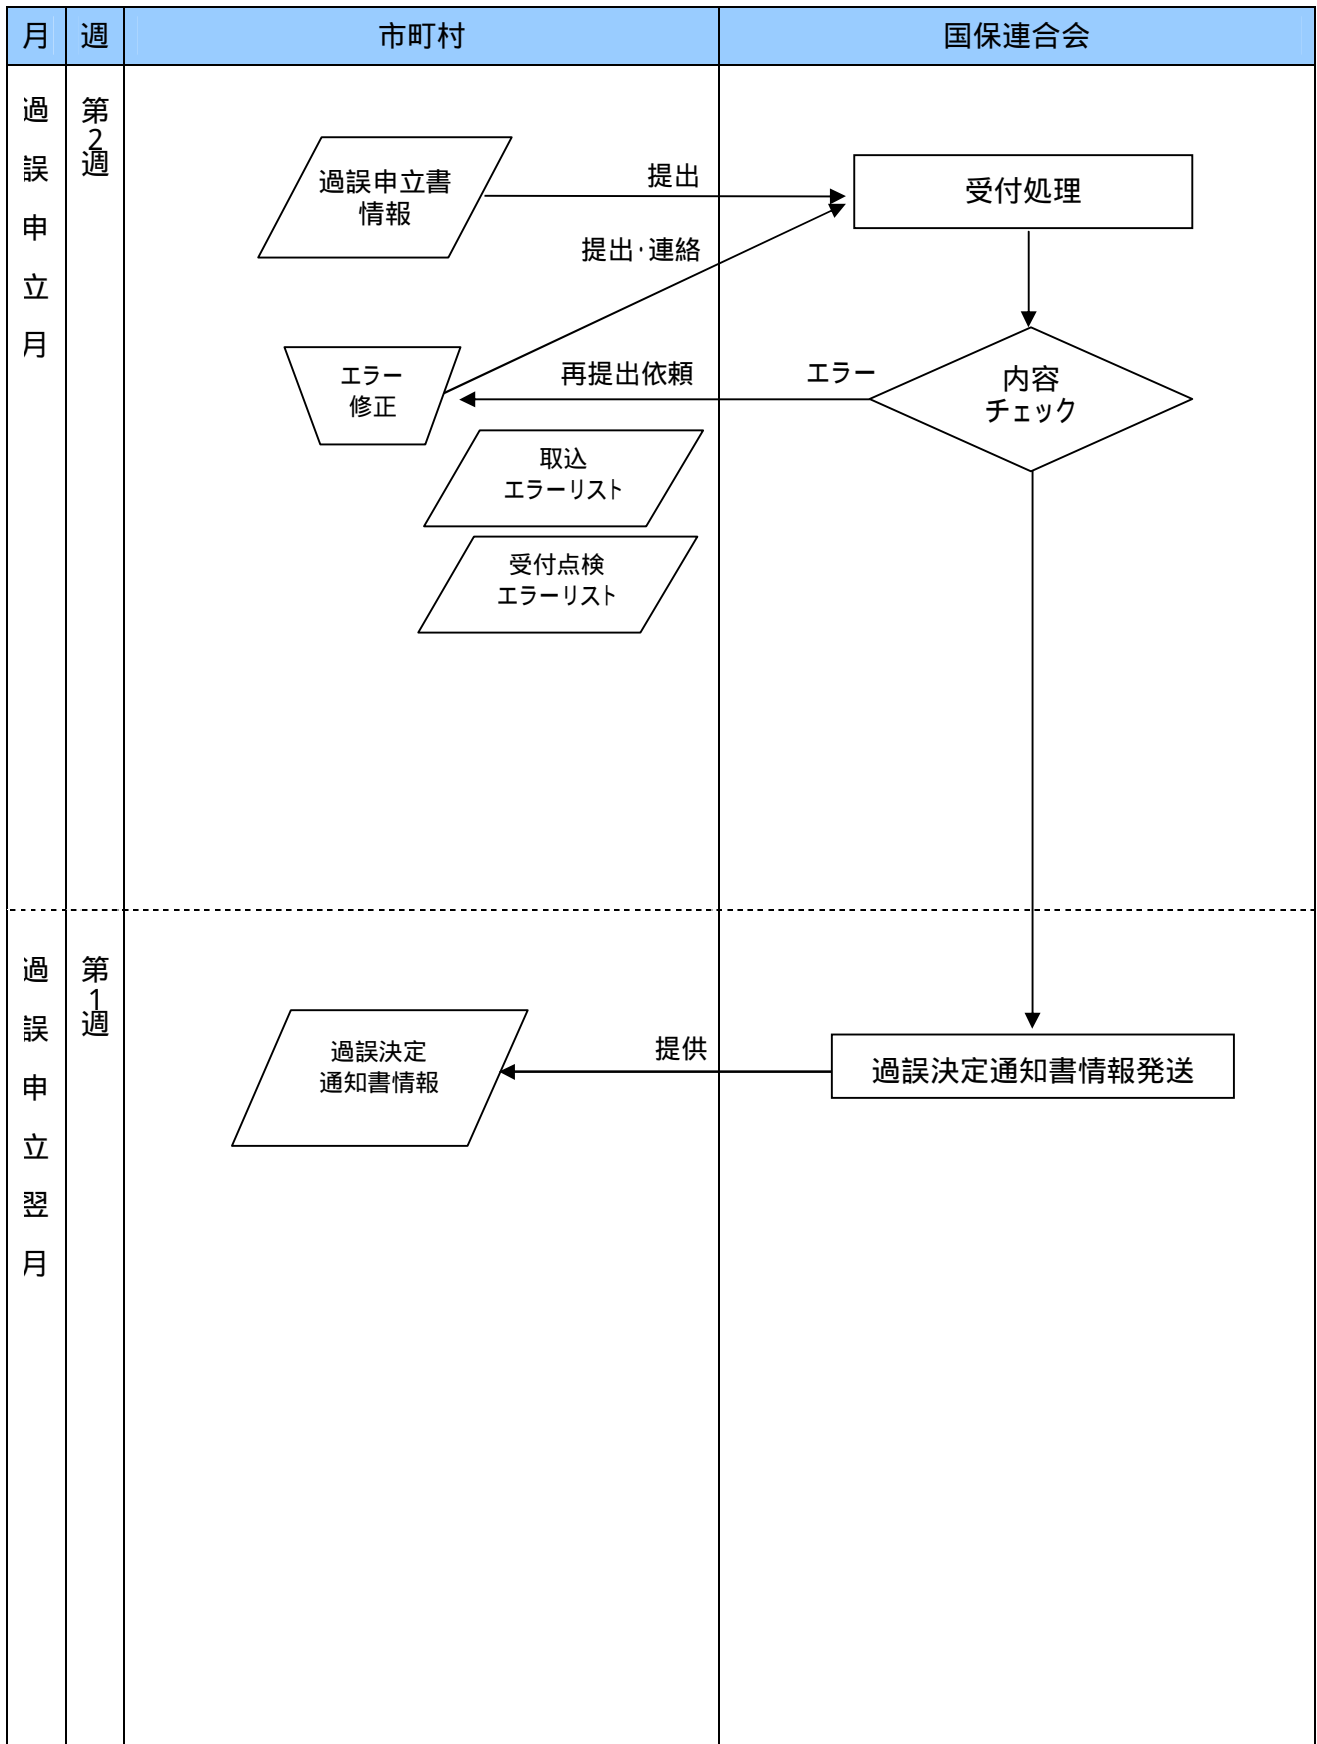 月
週
市町村
国保連合会
過誤申立月
第2週
過誤申立書
情報
提出
受付処理
提出・連絡
エラー
修正
再提出依頼
エラー
内容
チェック
取込
エラーリスト
受付点検
エラーリスト
過誤申立翌月
第1週
過誤決定
通知書情報
提供
過誤決定通知書情報発送